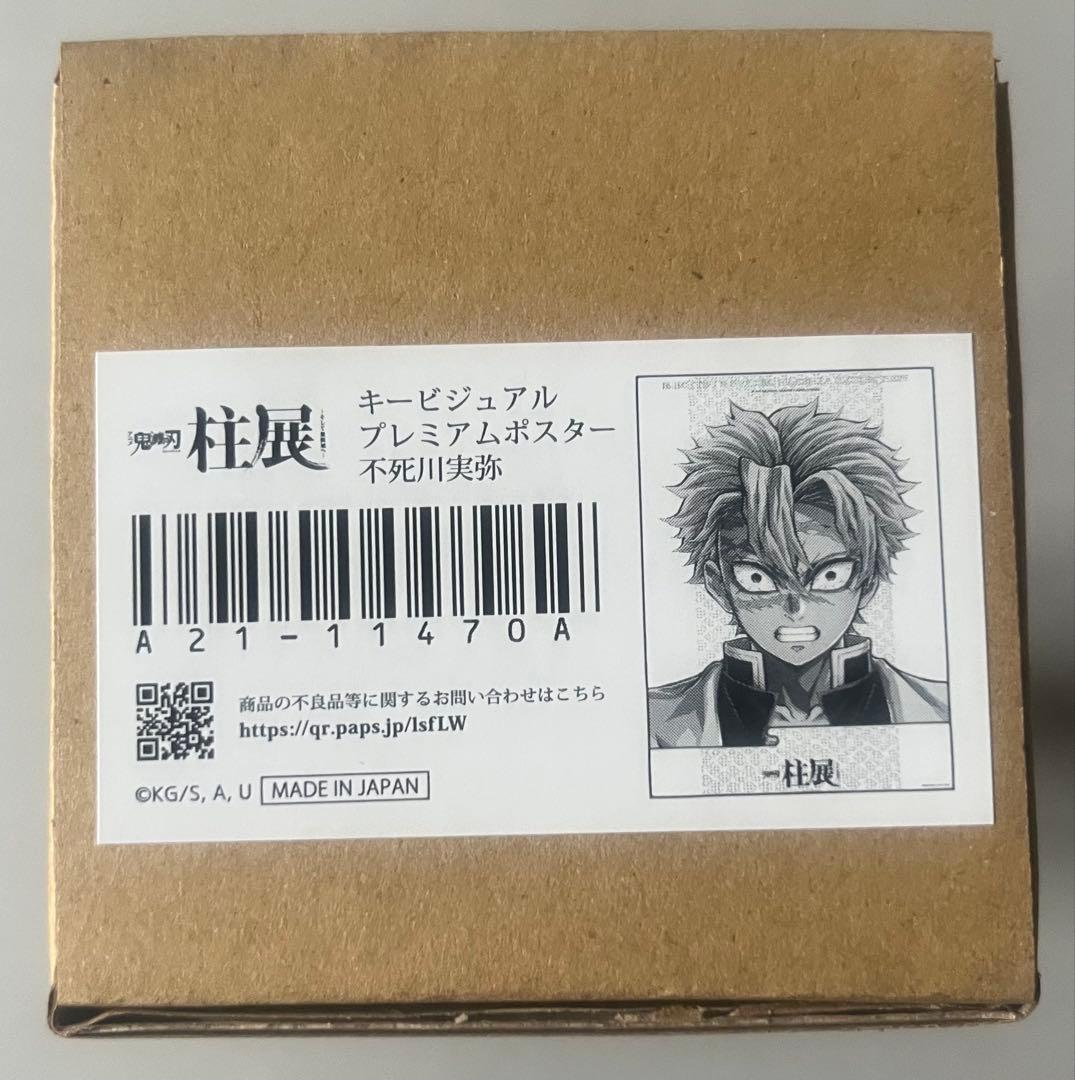 鬼滅刃 柱展
キービジュアル
プレミアムポスター
不死川実弥
A21-11470A
商品の不良品等に関するお問い合わせはこちら
https://qr.paps.jp/lsfLW
©KG/S, A, U MADE IN JAPAN
柱展